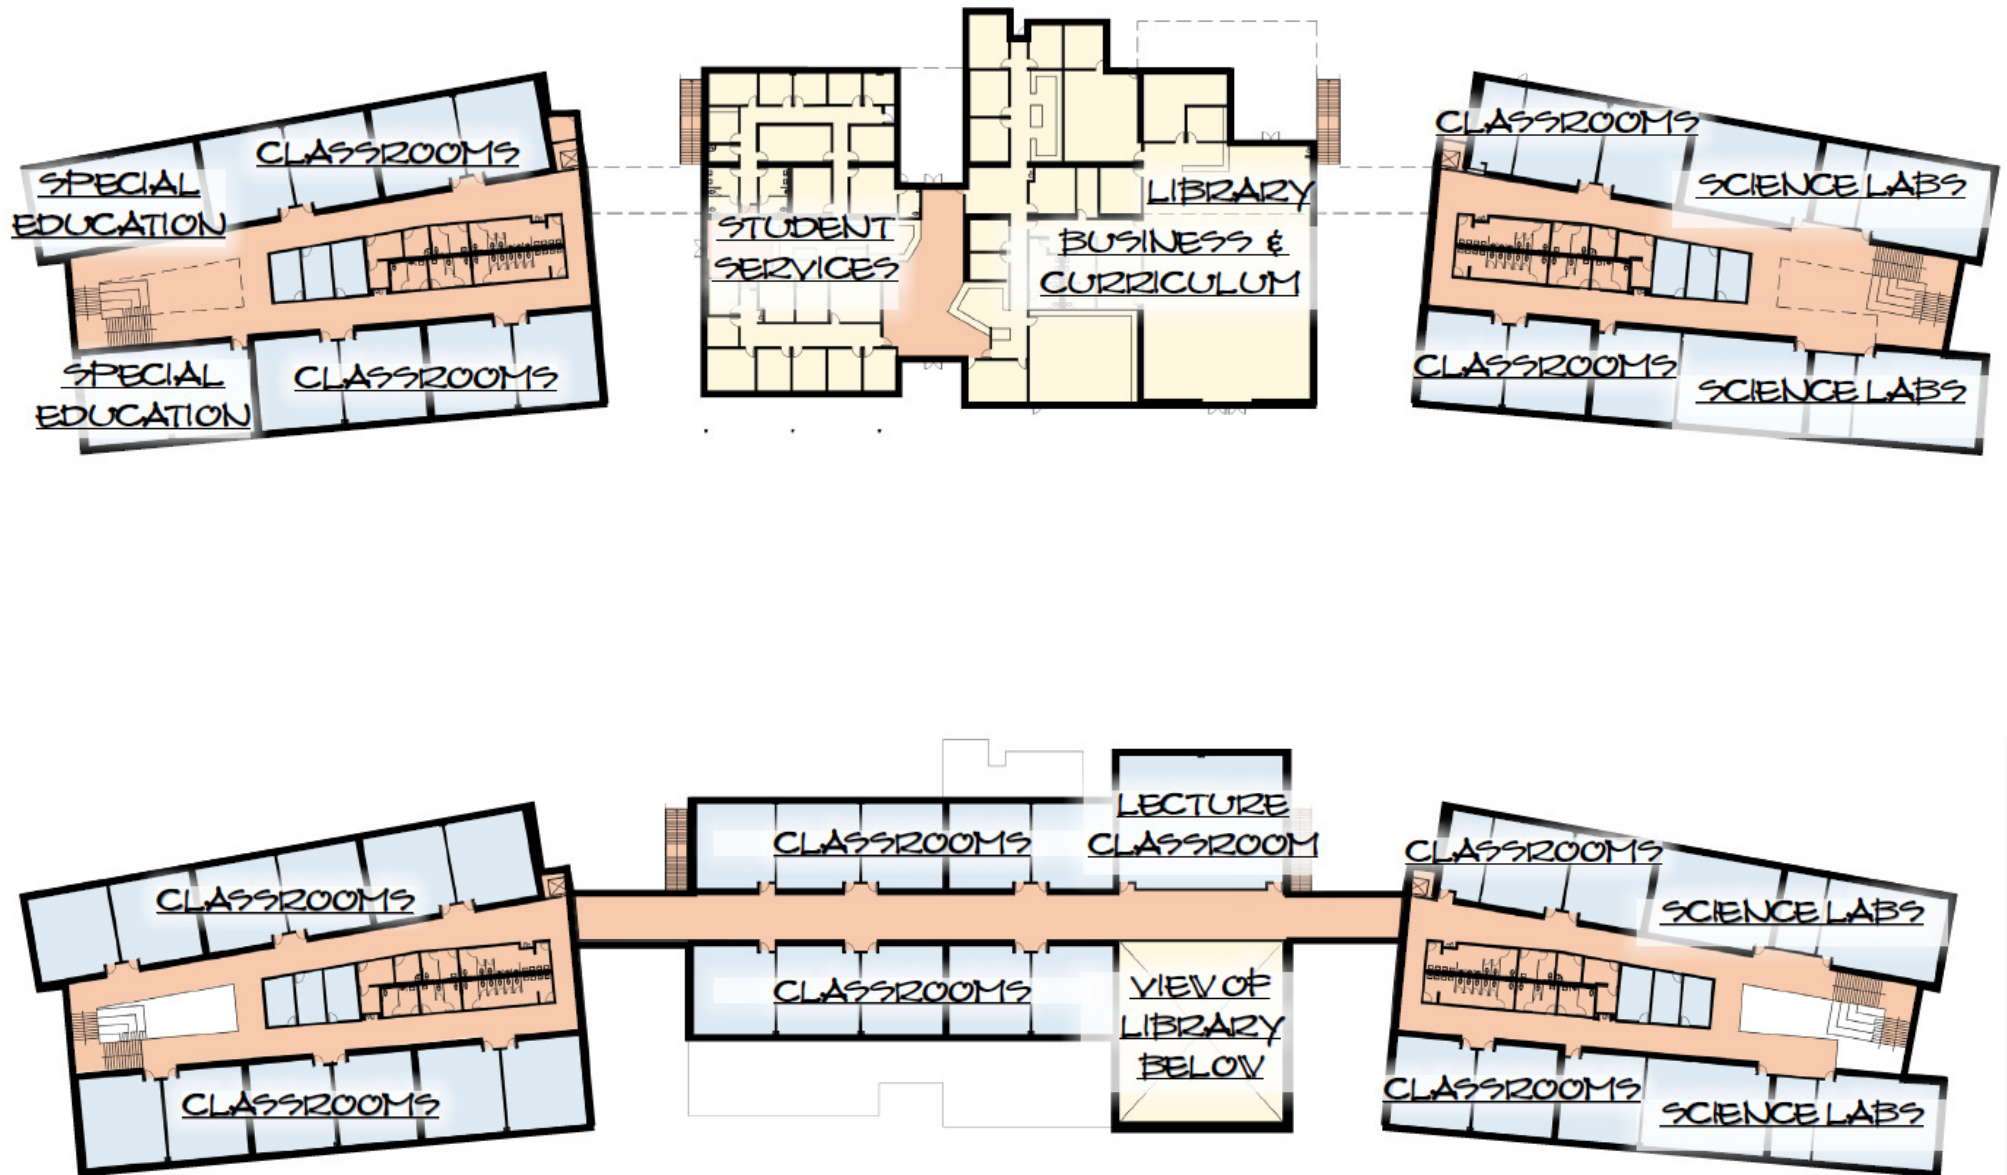 CLASSROOMS
SPECIAL
EDUCATION
SPECIAL
EDUCATION
CLASSROOMS
STUDENT
SERVICES
LIBRARY
BUSINESS &
CURRICULUM
CLASSROOMS
SCIENCE LABS
CLASSROOMS
SCIENCE LABS
CLASSROOMS
CLASSROOMS
CLASSROOMS
LECTURE
CLASSROOM
CLASSROOMS
VIEW OF
LIBRARY
BELOW
CLASSROOMS
SCIENCE LABS
CLASSROOMS
SCIENCE LABS